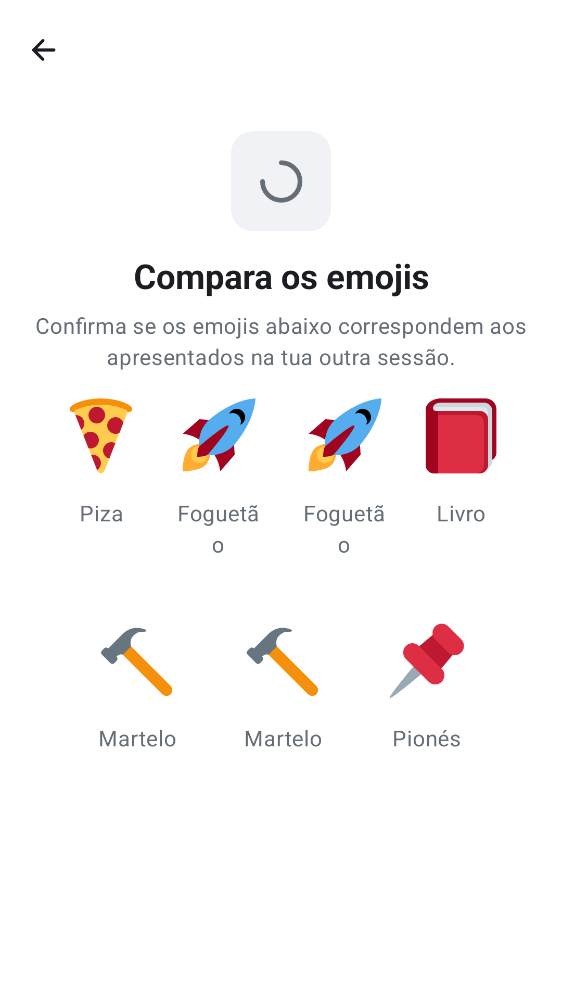 Compara os emojis
Confirma se os emojis abaixo correspondem aos
apresentados na tua outra sessão.
Piza Foguetã Foguetã Livro
o o
Martelo Martelo Pionés